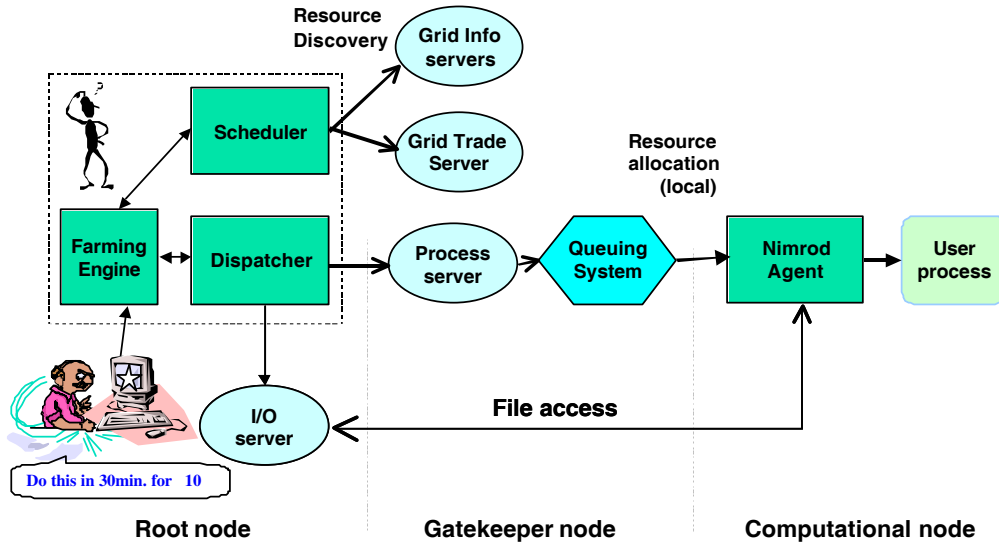 Resource
Discovery
Grid Info
servers
?
Scheduler
Grid Trade
Server
Resource
allocation
(local)
Farming
Engine
Dispatcher
Process
server
Queuing
System
Nimrod
Agent
User
process
I/O
server
File access
Do this in 30min. for 10
Root node
Gatekeeper node
Computational node